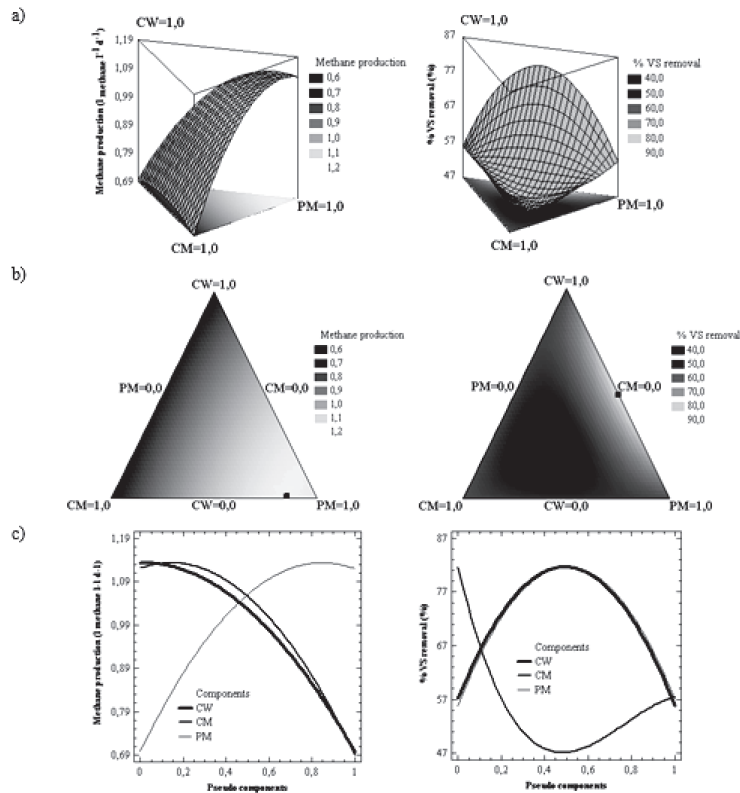 a)
CW=1,0
1,19
1,09
0,99
0,89
0,79
0,69
Methane production (l methane l⁻¹ d⁻¹)
PM=1,0
CM=1,0
Methane production
0,6
0,7
0,8
0,9
1,0
1,1
1,2
CW=1,0
87
77
67
57
47
% VS removal (%)
PM=1,0
CM=1,0
% VS removal
40,0
50,0
60,0
70,0
80,0
90,0
b)
CW=1,0
PM=0,0
CM=0,0
CM=1,0
CW=0,0
PM=1,0
Methane production
0,6
0,7
0,8
0,9
1,0
1,1
1,2
CW=1,0
PM=0,0
CM=0,0
CM=1,0
CW=0,0
PM=1,0
% VS removal
40,0
50,0
60,0
70,0
80,0
90,0
c)
1,19
1,09
0,99
0,89
0,79
0,69
Methane production (l methane l-1 d-1)
Components
CW
CM
PM
0
0,2
0,4
0,6
0,8
1
Pseudo components
87
77
67
57
47
% VS removal (%)
Components
CW
CM
PM
0
0,2
0,4
0,6
0,8
1
Pseudo components